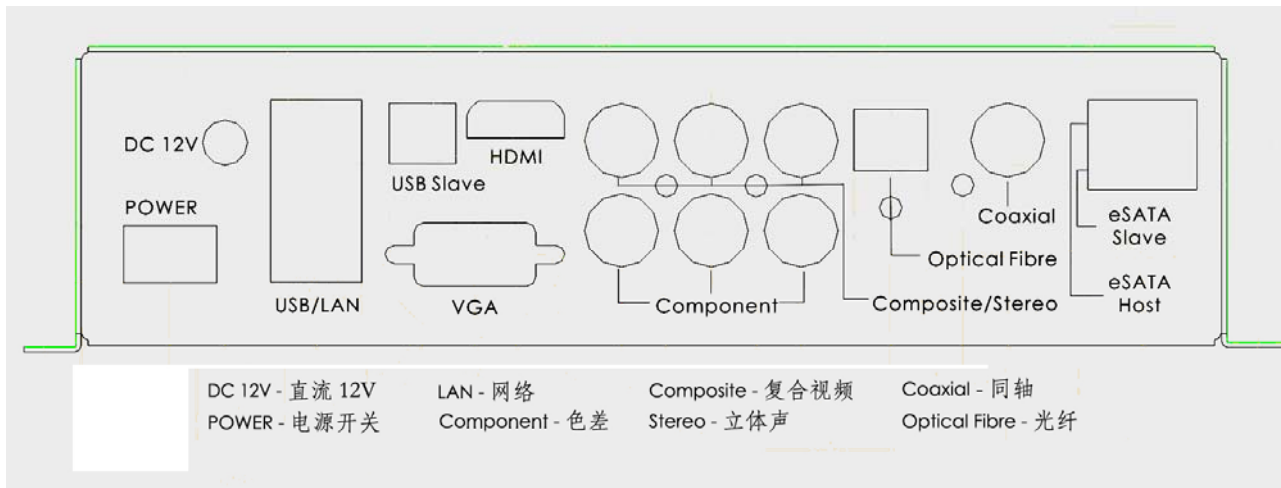 DC 12V
POWER
USB/LAN
USB Slave
HDMI
VGA
Component
Composite/Stereo
Optical Fibre
Coaxial
eSATA
Slave
eSATA
Host
DC 12V - 直流 12V
LAN - 网络
Composite - 复合视频
Coaxial - 同轴
POWER - 电源开关
Component - 色差
Stereo - 立体声
Optical Fibre - 光纤